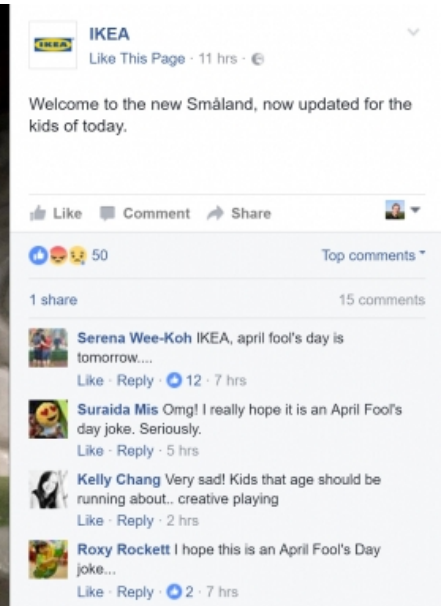 IKEA
IKEA
Like This Page · 11 hrs ·
Welcome to the new Småland, now updated for the
kids of today.
Like Comment Share
50 Top comments
1 share 15 comments
Serena Wee-Koh IKEA, april fool's day is
tomorrow....
Like · Reply · 12 · 7 hrs
Suraida Mis Omg! I really hope it is an April Fool's
day joke. Seriously.
Like · Reply · 5 hrs
Kelly Chang Very sad! Kids that age should be
running about.. creative playing
Like · Reply · 2 hrs
Roxy Rockett I hope this is an April Fool's Day
joke...
Like · Reply · 2 · 7 hrs